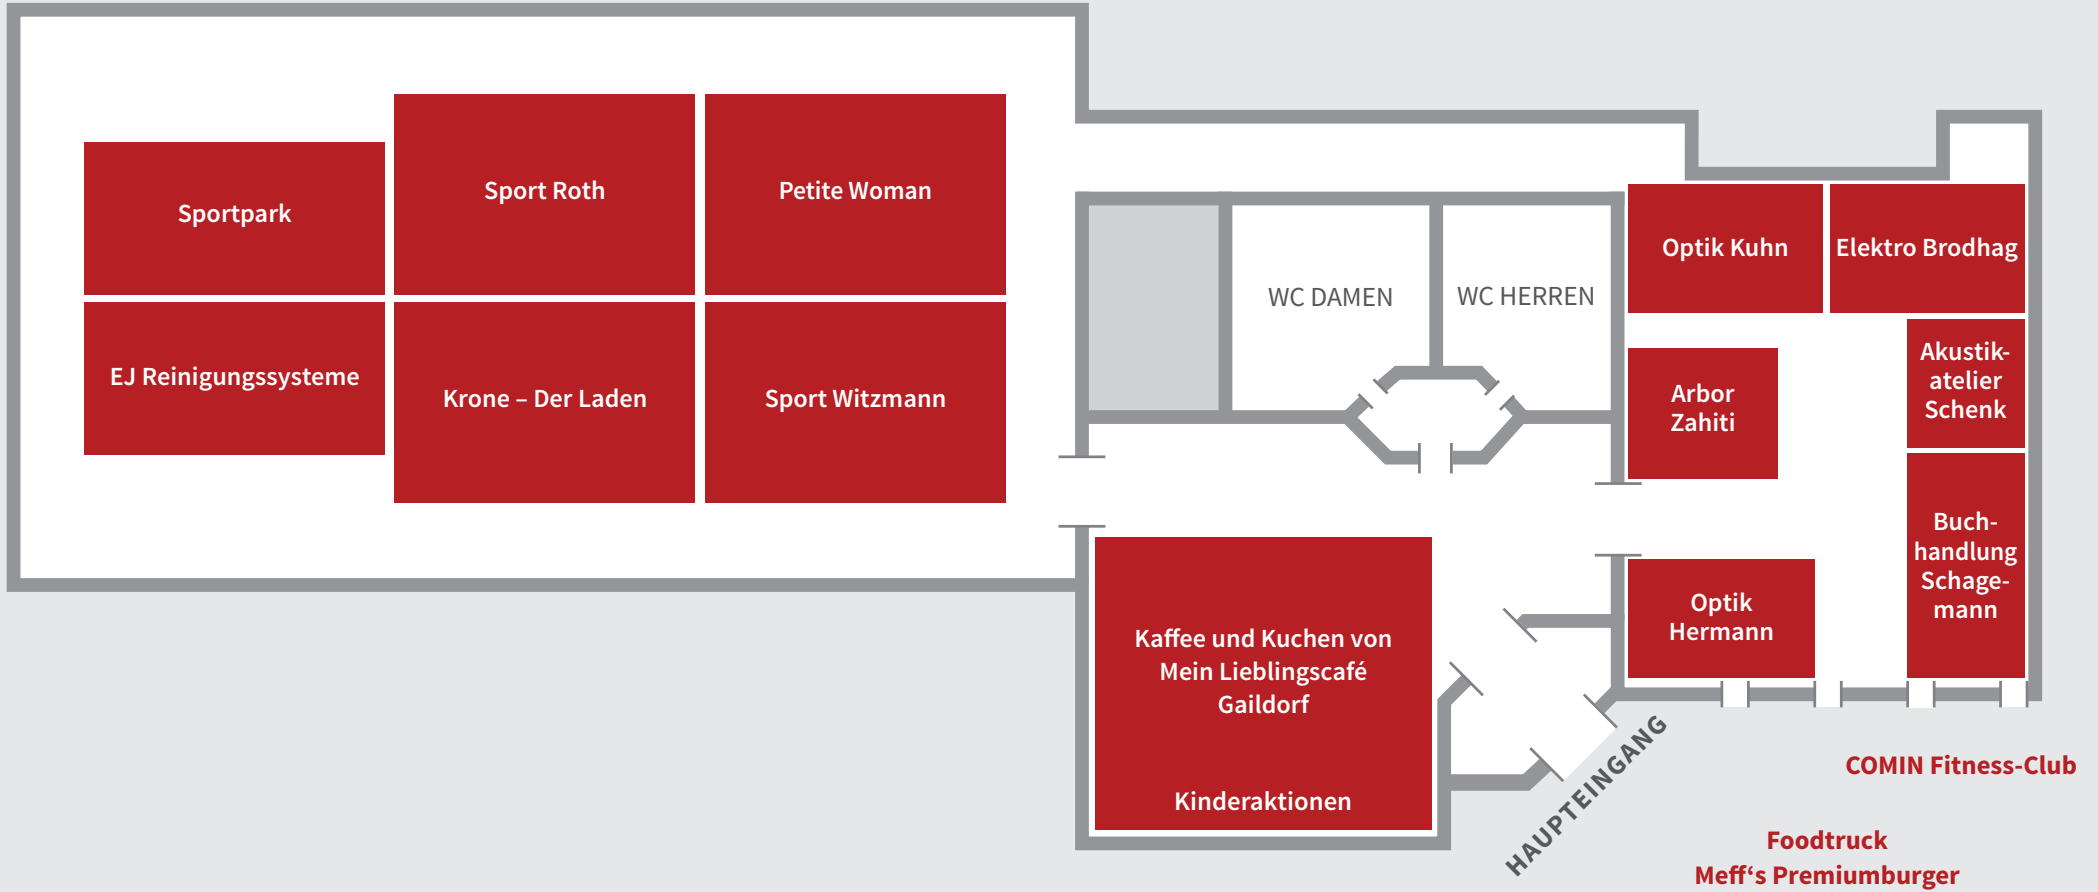 Sportpark
Sport Roth
Petite Woman
EJ Reinigungssysteme
Krone – Der Laden
Sport Witzmann
WC DAMEN
WC HERREN
Optik Kuhn
Elektro Brodhag
Arbor
Zahiti
Akustik-
atelier
Schenk
Buch-
handlung
Schage-
mann
Optik
Hermann
Kaffee und Kuchen von
Mein Lieblingscafé
Gaildorf
Kinderaktionen
HAUPTEINGANG
COMIN Fitness-Club
Foodtruck
Meff‘s Premiumburger